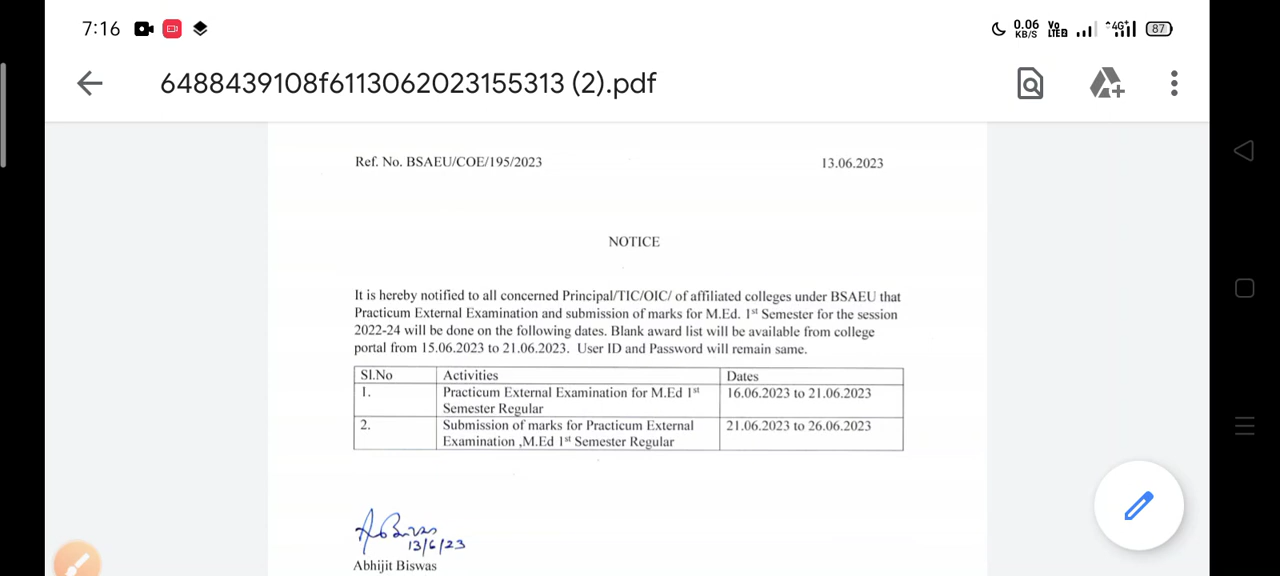 7:16 0.06 KB/S Vo LTE2 4G+ 87
6488439108f6113062023155313 (2).pdf
Ref. No. BSAEU/COE/195/2023 13.06.2023
NOTICE
It is hereby notified to all concerned Principal/TIC/OIC/ of affiliated colleges under BSAEU that
Practicum External Examination and submission of marks for M.Ed. 1st Semester for the session
2022-24 will be done on the following dates. Blank award list will be available from college
portal from 15.06.2023 to 21.06.2023. User ID and Password will remain same.
Sl.No Activities Dates
1. Practicum External Examination for M.Ed 1st 16.06.2023 to 21.06.2023
Semester Regular
2. Submission of marks for Practicum External 21.06.2023 to 26.06.2023
Examination ,M.Ed 1st Semester Regular
ABiswas
13/6/23
Abhijit Biswas